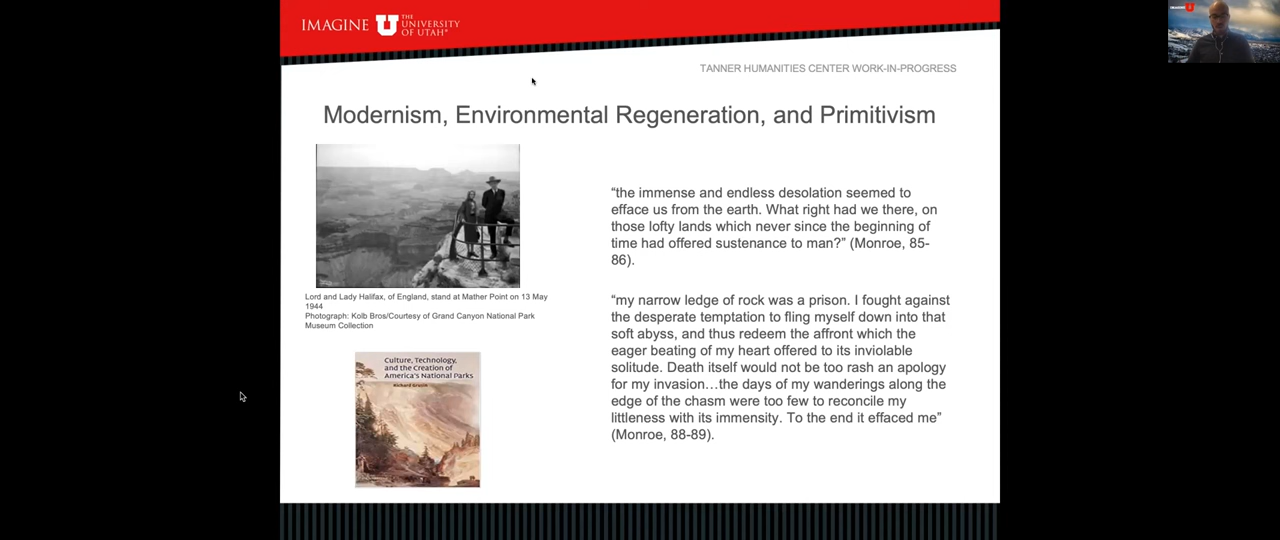 IMAGINE
THE
UNIVERSITY
OF UTAH®
TANNER HUMANITIES CENTER WORK-IN-PROGRESS
Modernism, Environmental Regeneration, and Primitivism
Lord and Lady Halifax, of England, stand at Mather Point on 13 May
1944
Photograph: Kolb Bros/Courtesy of Grand Canyon National Park
Museum Collection
Culture, Technology,
and the Creation of
America's National Parks
Richard Grusin
“the immense and endless desolation seemed to
efface us from the earth. What right had we there, on
those lofty lands which never since the beginning of
time had offered sustenance to man?” (Monroe, 85-
86).
“my narrow ledge of rock was a prison. I fought against
the desperate temptation to fling myself down into that
soft abyss, and thus redeem the affront which the
eager beating of my heart offered to its inviolable
solitude. Death itself would not be too rash an apology
for my invasion…the days of my wanderings along the
edge of the chasm were too few to reconcile my
littleness with its immensity. To the end it effaced me”
(Monroe, 88-89).